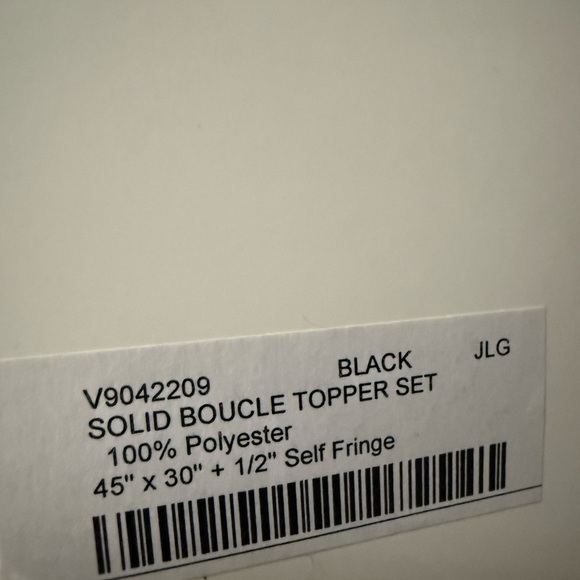 V9042209 BLACK JLG
SOLID BOUCLE TOPPER SET
100% Polyester
45" x 30" + 1/2" Self Fringe